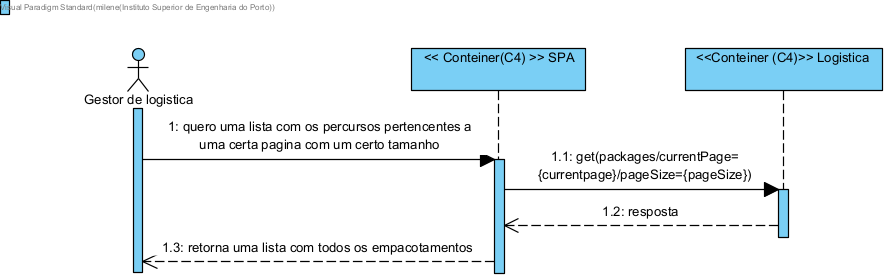 Visual Paradigm Standard(milene(Instituto Superior de Engenharia do Porto))
<< Conteiner(C4) >> SPA
<<Conteiner (C4)>> Logistica
Gestor de logistica
1: quero uma lista com os percursos pertencentes a
uma certa pagina com um certo tamanho
1.1: get(packages/currentPage=
{currentpage}/pageSize={pageSize})
1.2: resposta
1.3: retorna uma lista com todos os empacotamentos